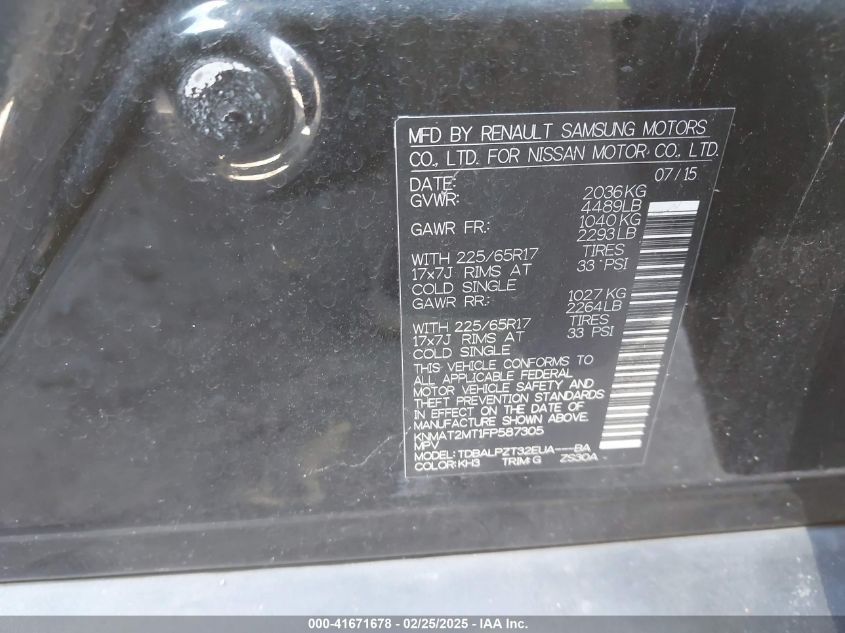 MFD BY RENAULT SAMSUNG MOTORS
CO., LTD. FOR NISSAN MOTOR CO., LTD.
DATE: 07/15
GVWR: 2036KG
4489LB
GAWR FR.: 1040KG
2293LB
WITH 225/65R17 TIRES
17x7J RIMS AT 33 PSI
COLD SINGLE
GAWR RR.: 1027KG
2264LB
WITH 225/65R17 TIRES
17x7J RIMS AT 33 PSI
COLD SINGLE
THIS VEHICLE CONFORMS TO
ALL APPLICABLE FEDERAL
MOTOR VEHICLE SAFETY AND
THEFT PREVENTION STANDARDS
IN EFFECT ON THE DATE OF
MANUFACTURE SHOWN ABOVE.
KNMAT2MT1FP587305
MPV
MODEL: TDBALPZT32EUA---BA
COLOR:KH3 TRIM:G ZS30A
000-41671678 - 02/25/2025 - IAA Inc.